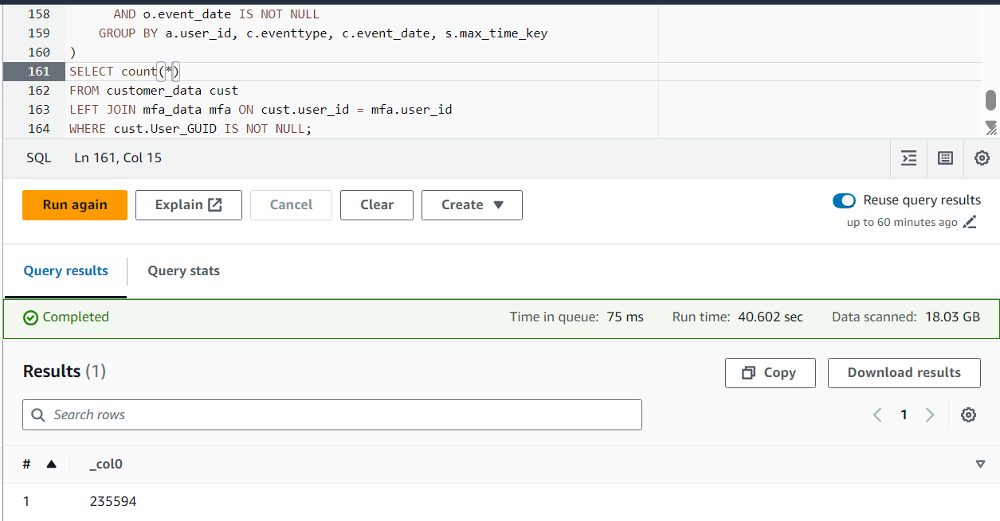 158 AND o.event_date IS NOT NULL
159 GROUP BY a.user_id, c.eventtype, c.event_date, s.max_time_key
160 )
161 SELECT count(*)
162 FROM customer_data cust
163 LEFT JOIN mfa_data mfa ON cust.user_id = mfa.user_id
164 WHERE cust.User_GUID IS NOT NULL;
SQL Ln 161, Col 15
Run again Explain Cancel Clear Create Reuse query results
up to 60 minutes ago
Query results Query stats
Completed Time in queue: 75 ms Run time: 40.602 sec Data scanned: 18.03 GB
Results (1) Copy Download results
Search rows 1
# _col0
1 235594